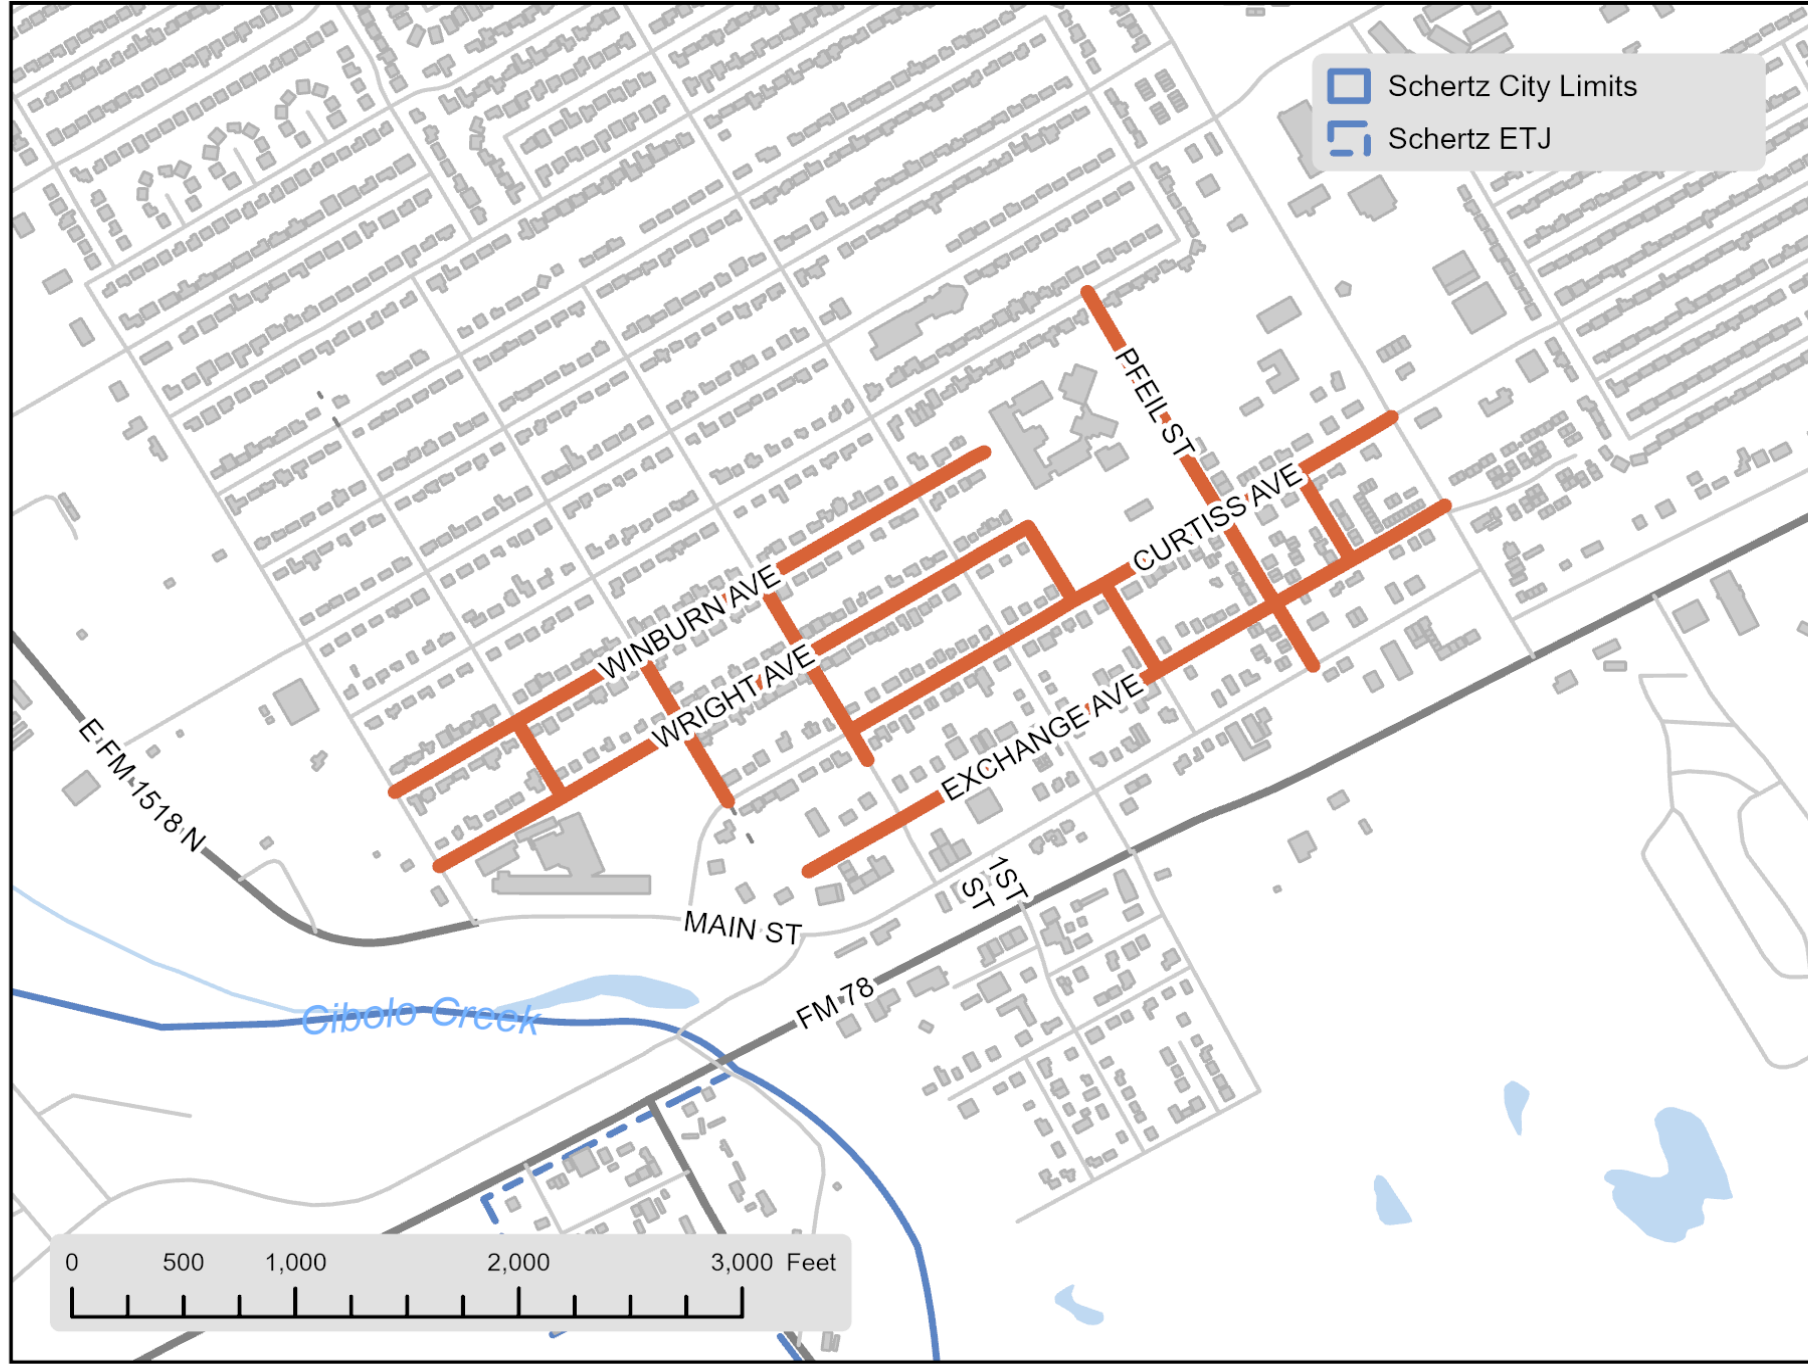 Schertz City Limits
Schertz ETJ
PFEIL ST
CURTISS AVE
WINBURN AVE
WRIGHT AVE
EXCHANGE AVE
E FM 1518 N
1ST
ST
MAIN ST
FM 78
Cibolo Creek
0 500 1,000 2,000 3,000 Feet